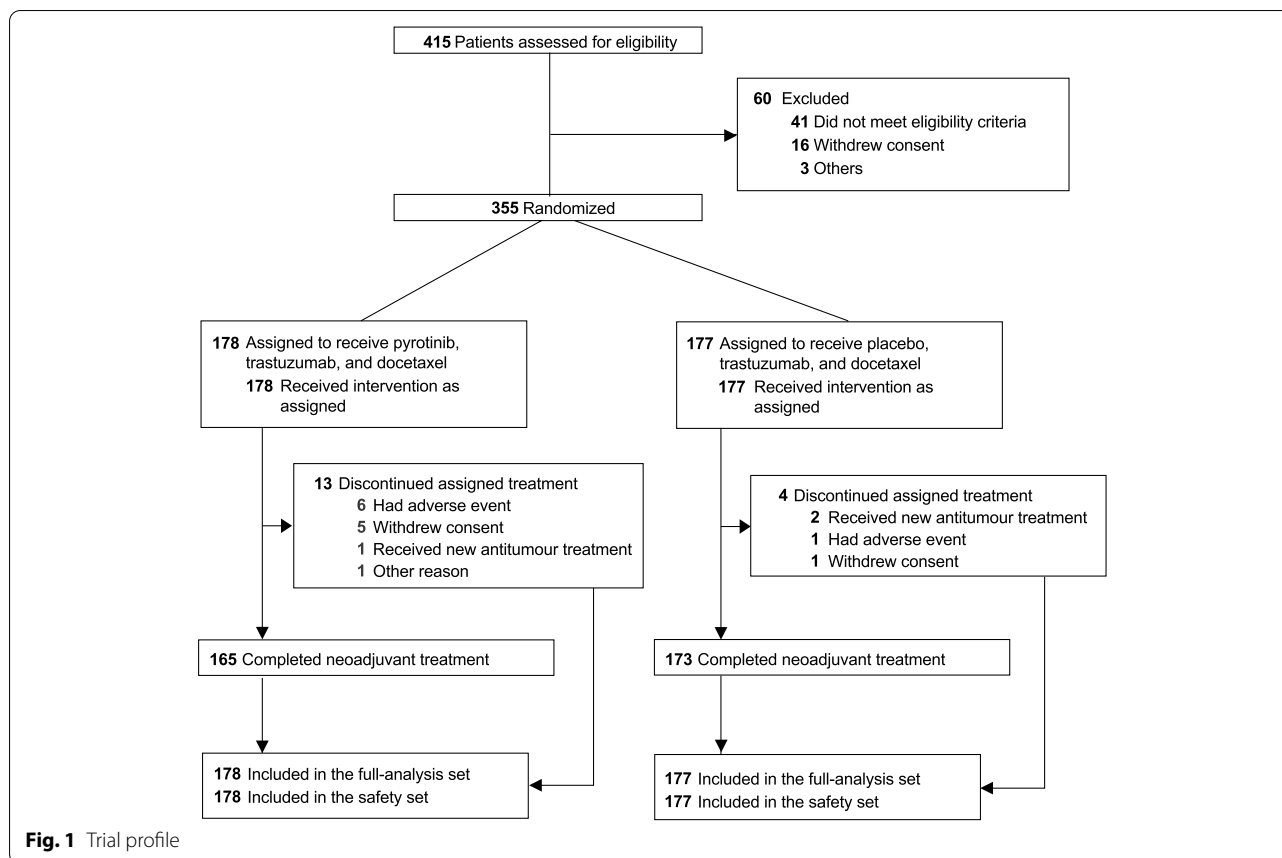 415 Patients assessed for eligibility
60 Excluded
41 Did not meet eligibility criteria
16 Withdrew consent
3 Others
355 Randomized
178 Assigned to receive pyrotinib,
trastuzumab, and docetaxel
178 Received intervention as
assigned
177 Assigned to receive placebo,
trastuzumab, and docetaxel
177 Received intervention as
assigned
13 Discontinued assigned treatment
6 Had adverse event
5 Withdrew consent
1 Received new antitumour treatment
1 Other reason
4 Discontinued assigned treatment
2 Received new antitumour treatment
1 Had adverse event
1 Withdrew consent
165 Completed neoadjuvant treatment
173 Completed neoadjuvant treatment
178 Included in the full-analysis set
178 Included in the safety set
177 Included in the full-analysis set
177 Included in the safety set
Fig. 1 Trial profile